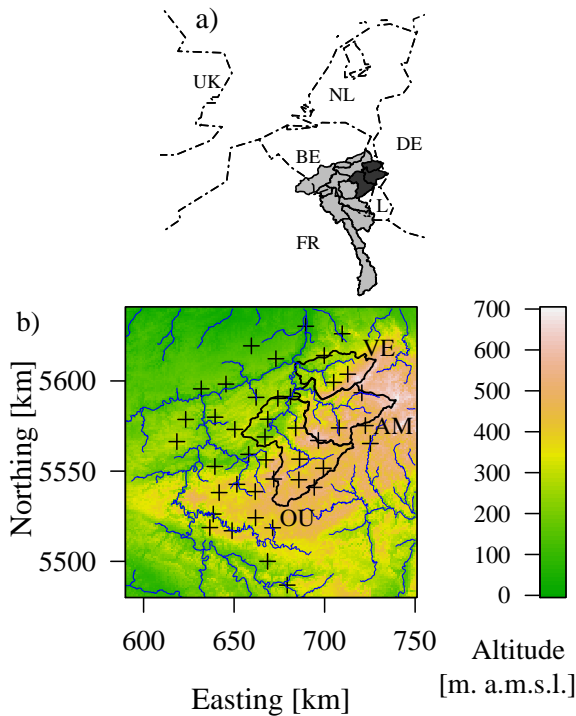 a)
UK
NL
DE
BE
L
FR
b)
VE
AM
OU
Northing [km]
5600
5550
5500
600
650
700
750
Easting [km]
700
600
500
400
300
200
100
0
Altitude
[m. a.m.s.l.]